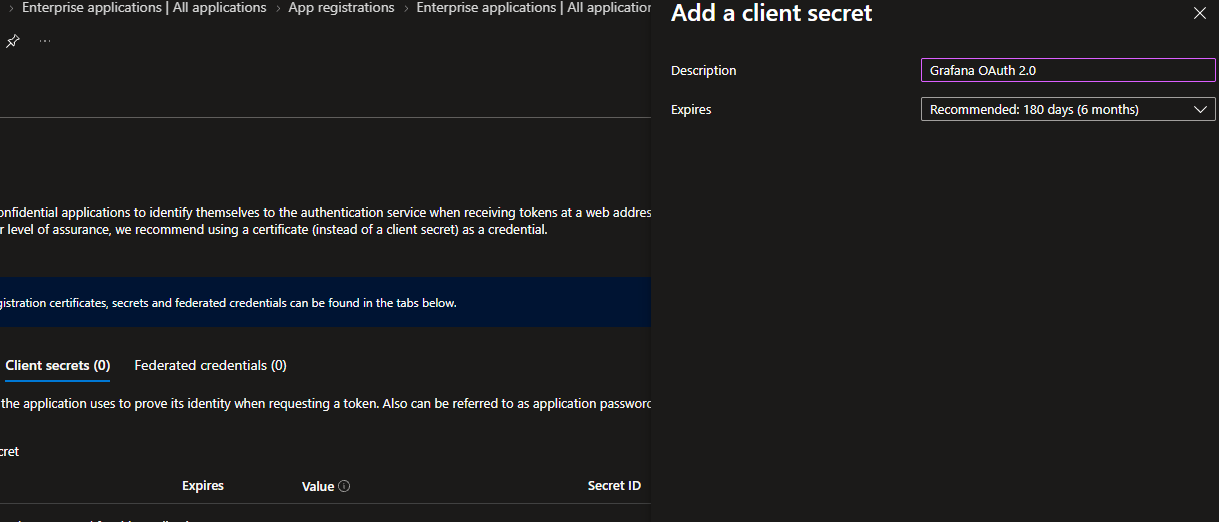 Enterprise applications | All applications > App registrations > Enterprise applications | All application
Add a client secret
Description
Grafana OAuth 2.0
Expires
Recommended: 180 days (6 months)
onfidential applications to identify themselves to the authentication service when receiving tokens at a web addres
r level of assurance, we recommend using a certificate (instead of a client secret) as a credential.
gistration certificates, secrets and federated credentials can be found in the tabs below.
Client secrets (0) Federated credentials (0)
the application uses to prove its identity when requesting a token. Also can be referred to as application password
cret
Expires Value Secret ID